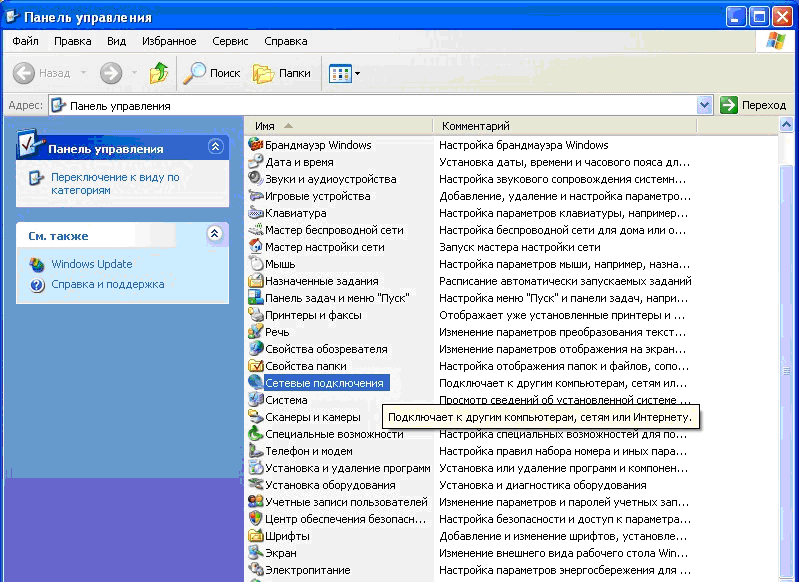 Панель управления
Файл Правка Вид Избранное Сервис Справка
Назад Поиск Папки
Адрес: Панель управления Переход
Панель управления
Переключение к виду по
категориям
См. также
Windows Update
Справка и поддержка
Имя Комментарий
Брандмауэр Windows Настройка брандмауэра Windows
Дата и время Установка даты, времени и часового пояса дл...
Звуки и аудиоустройства Настройка звукового сопровождения системн...
Игровые устройства Добавление, удаление и настройка параметро...
Клавиатура Настройка параметров клавиатуры, например...
Мастер беспроводной сети Настройка беспроводной сети для дома или о...
Мастер настройки сети Запуск мастера настройки сети
Мышь Настройка параметров мыши, например, назна...
Назначенные задания Расписание автоматически запускаемых заданий
Панель задач и меню "Пуск" Настройка меню "Пуск" и панели задач, напри...
Принтеры и факсы Отображает уже установленные принтеры и ...
Речь Изменение параметров преобразования текст...
Свойства обозревателя Изменение параметров отображения на экран...
Свойства папки Настройка отображения папок и файлов, сопо...
Сетевые подключения Подключает к другим компьютерам, сетям ил...
Система Просмотр сведений об установленной системе ...
Сканеры и камеры Подключает к другим компьютерам, сетям или Интернету.
Специальные возможности Настройка специальных возможностей для по...
Телефон и модем Настройка правил набора номера и иных пара...
Установка и удаление программ Установка или удаление программ и компонен...
Установка оборудования Установка и диагностика оборудования
Учетные записи пользователей Изменение параметров и паролей учетных зап...
Центр обеспечения безопасн... Настройка безопасности и доступ к параметра...
Шрифты Добавление и изменение шрифтов, установле...
Экран Изменение внешнего вида рабочего стола Win...
Электропитание Настройка параметров энергосбережения для ...